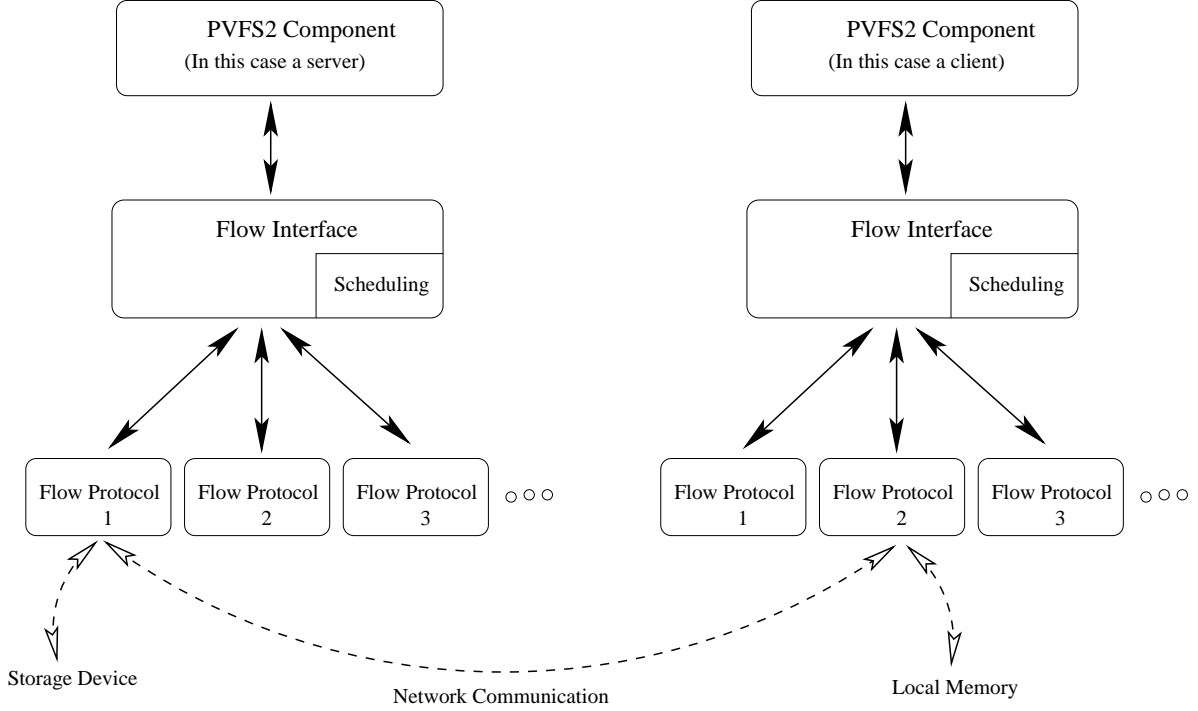 PVFS2 Component
(In this case a server)
PVFS2 Component
(In this case a client)
Flow Interface
Scheduling
Flow Interface
Scheduling
Flow Protocol
1
Flow Protocol
2
Flow Protocol
3
Flow Protocol
1
Flow Protocol
2
Flow Protocol
3
Storage Device
Network Communication
Local Memory